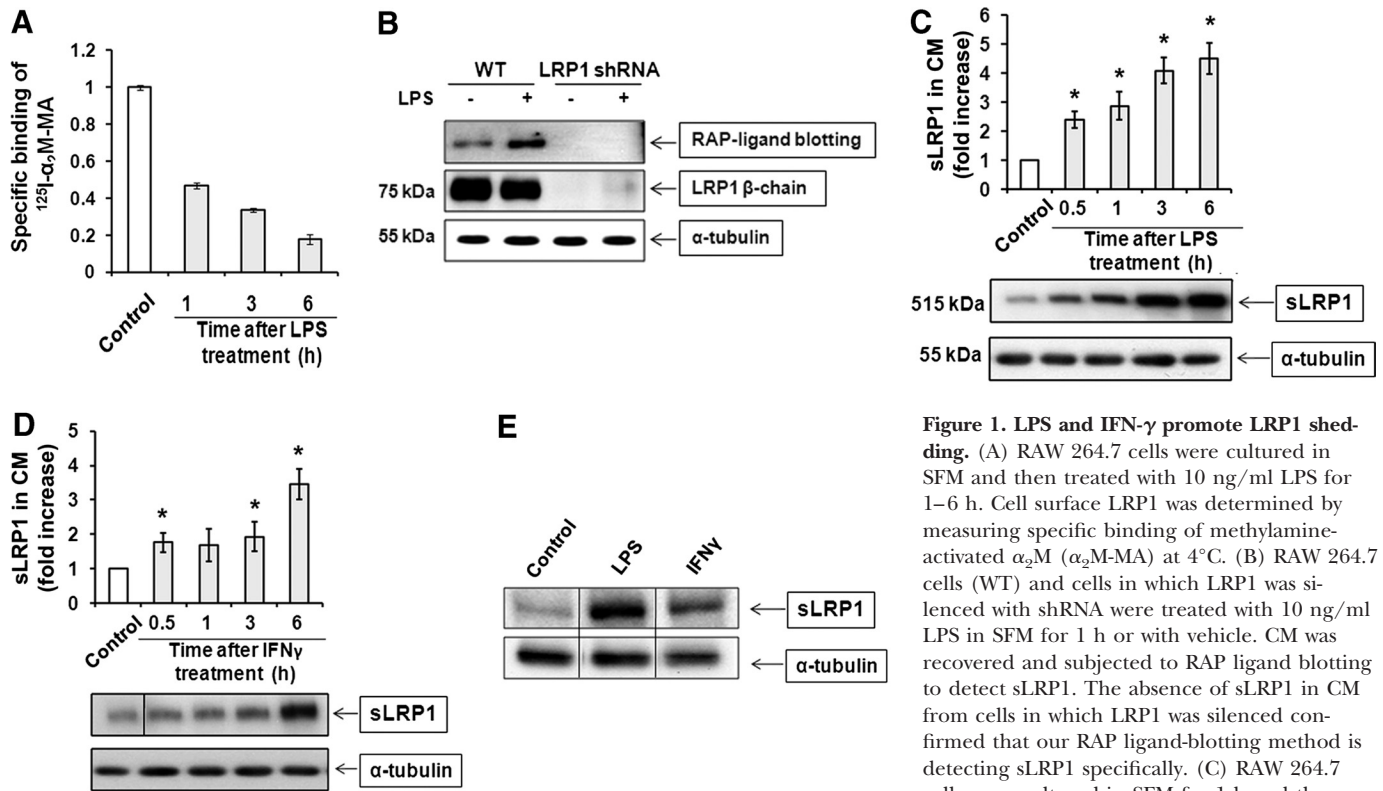 A
Specific binding of
¹²⁵I-α₂M-MA
1.2
1
0.8
0.6
0.4
0.2
0
Control
1 3 6
Time after LPS
treatment (h)
B
WT LRP1 shRNA
LPS - + - +
RAP-ligand blotting
75 kDa LRP1 β-chain
55 kDa α-tubulin
C
sLRP1 in CM
(fold increase)
6
5
4
3
2
1
0
* * * *
Control 0.5 1 3 6
Time after LPS
treatment (h)
515 kDa sLRP1
55 kDa α-tubulin
D
sLRP1 in CM
(fold increase)
5
4
3
2
1
0
* * *
Control 0.5 1 3 6
Time after IFNγ
treatment (h)
sLRP1
α-tubulin
E
Control LPS IFNγ
sLRP1
α-tubulin
Figure 1. LPS and IFN-γ promote LRP1 shed-
ding. (A) RAW 264.7 cells were cultured in
SFM and then treated with 10 ng/ml LPS for
1–6 h. Cell surface LRP1 was determined by
measuring specific binding of methylamine-
activated α₂M (α₂M-MA) at 4°C. (B) RAW 264.7
cells (WT) and cells in which LRP1 was si-
lenced with shRNA were treated with 10 ng/ml
LPS in SFM for 1 h or with vehicle. CM was
recovered and subjected to RAP ligand blotting
to detect sLRP1. The absence of sLRP1 in CM
from cells in which LRP1 was silenced con-
firmed that our RAP ligand-blotting method is
detecting sLRP1 specifically. (C) RAW 264.7